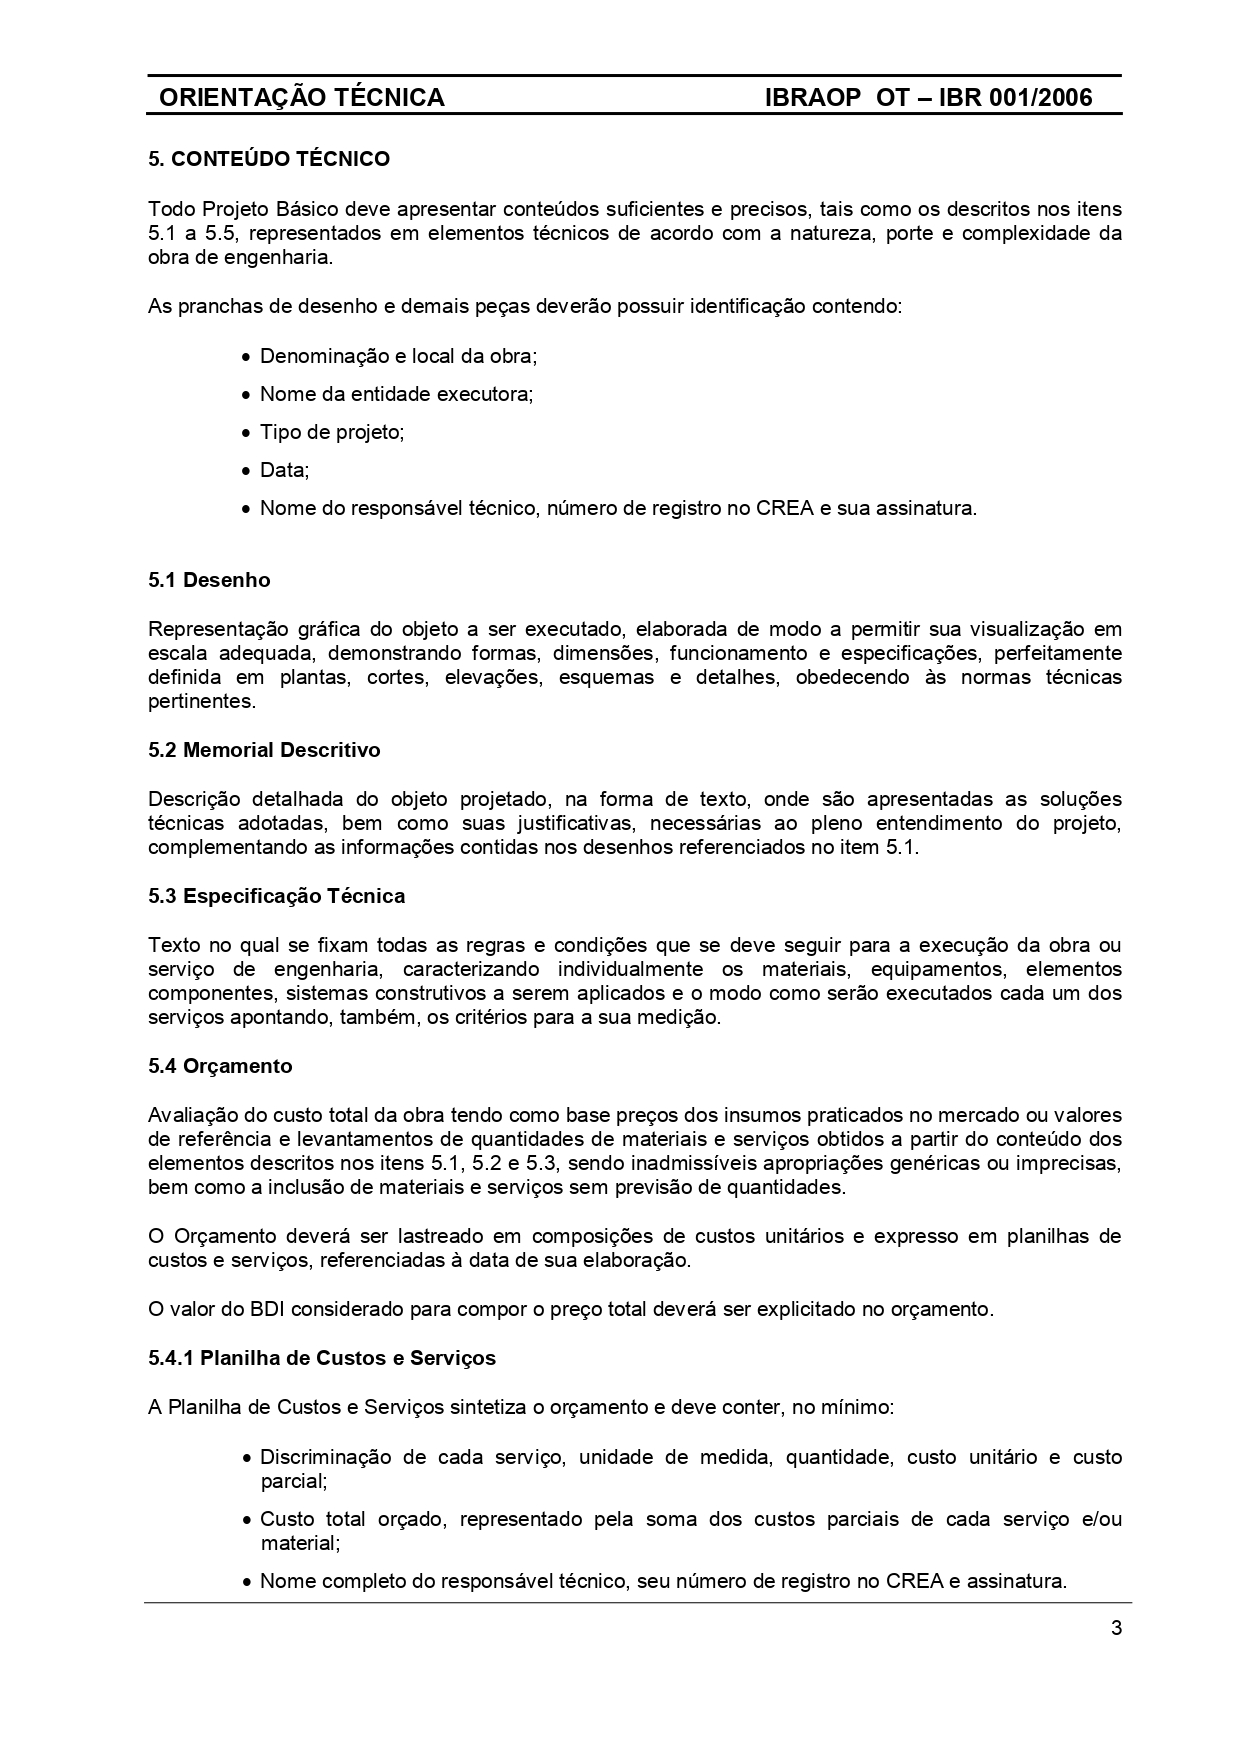 ORIENTAÇÃO TÉCNICA IBRAOP OT – IBR 001/2006
5. CONTEÚDO TÉCNICO
Todo Projeto Básico deve apresentar conteúdos suficientes e precisos, tais como os descritos nos itens
5.1 a 5.5, representados em elementos técnicos de acordo com a natureza, porte e complexidade da
obra de engenharia.
As pranchas de desenho e demais peças deverão possuir identificação contendo:
• Denominação e local da obra;
• Nome da entidade executora;
• Tipo de projeto;
• Data;
• Nome do responsável técnico, número de registro no CREA e sua assinatura.
5.1 Desenho
Representação gráfica do objeto a ser executado, elaborada de modo a permitir sua visualização em
escala adequada, demonstrando formas, dimensões, funcionamento e especificações, perfeitamente
definida em plantas, cortes, elevações, esquemas e detalhes, obedecendo às normas técnicas
pertinentes.
5.2 Memorial Descritivo
Descrição detalhada do objeto projetado, na forma de texto, onde são apresentadas as soluções
técnicas adotadas, bem como suas justificativas, necessárias ao pleno entendimento do projeto,
complementando as informações contidas nos desenhos referenciados no item 5.1.
5.3 Especificação Técnica
Texto no qual se fixam todas as regras e condições que se deve seguir para a execução da obra ou
serviço de engenharia, caracterizando individualmente os materiais, equipamentos, elementos
componentes, sistemas construtivos a serem aplicados e o modo como serão executados cada um dos
serviços apontando, também, os critérios para a sua medição.
5.4 Orçamento
Avaliação do custo total da obra tendo como base preços dos insumos praticados no mercado ou valores
de referência e levantamentos de quantidades de materiais e serviços obtidos a partir do conteúdo dos
elementos descritos nos itens 5.1, 5.2 e 5.3, sendo inadmissíveis apropriações genéricas ou imprecisas,
bem como a inclusão de materiais e serviços sem previsão de quantidades.
O Orçamento deverá ser lastreado em composições de custos unitários e expresso em planilhas de
custos e serviços, referenciadas à data de sua elaboração.
O valor do BDI considerado para compor o preço total deverá ser explicitado no orçamento.
5.4.1 Planilha de Custos e Serviços
A Planilha de Custos e Serviços sintetiza o orçamento e deve conter, no mínimo:
• Discriminação de cada serviço, unidade de medida, quantidade, custo unitário e custo
parcial;
• Custo total orçado, representado pela soma dos custos parciais de cada serviço e/ou
material;
• Nome completo do responsável técnico, seu número de registro no CREA e assinatura.
3